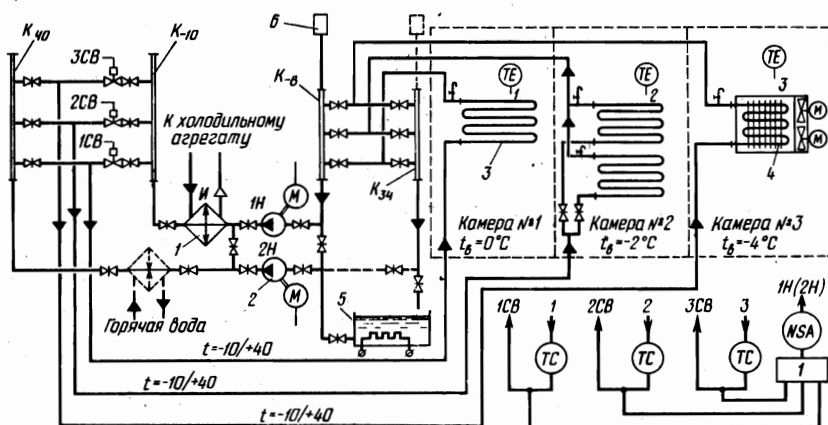 К40
3СВ
К-10
2СВ
1СВ
К холодильному
агрегату
И
1
1Н
М
2Н
2
М
Горячая вода
t=-10/+40
t=-10/+40
t=-10/+40
6
К-8
К34
5
TE
1
3
Камера №1
tв=0°С
TE
2
Камера №2
tв=-2°С
TE
3
М
М
4
Камера №3
tв=-4°С
1СВ
1
TC
2СВ
2
TC
3СВ
3
TC
1Н(2Н)
NSA
1